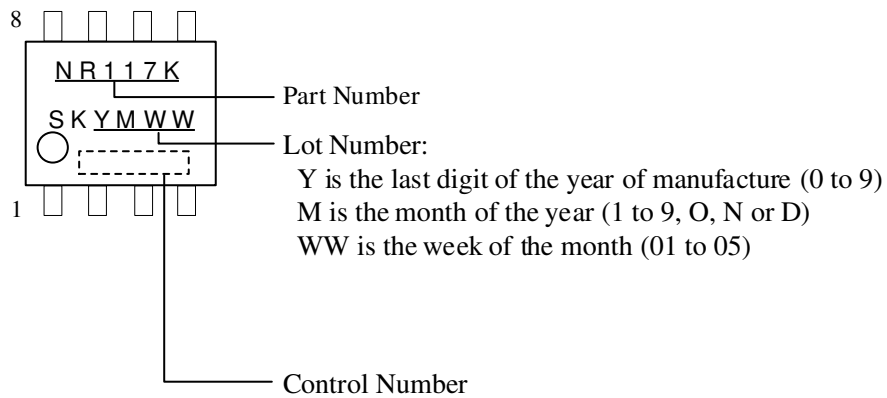 8
NR117K
Part Number
SKYMWW
Lot Number:
Y is the last digit of the year of manufacture (0 to 9)
M is the month of the year (1 to 9, O, N or D)
WW is the week of the month (01 to 05)
1
Control Number